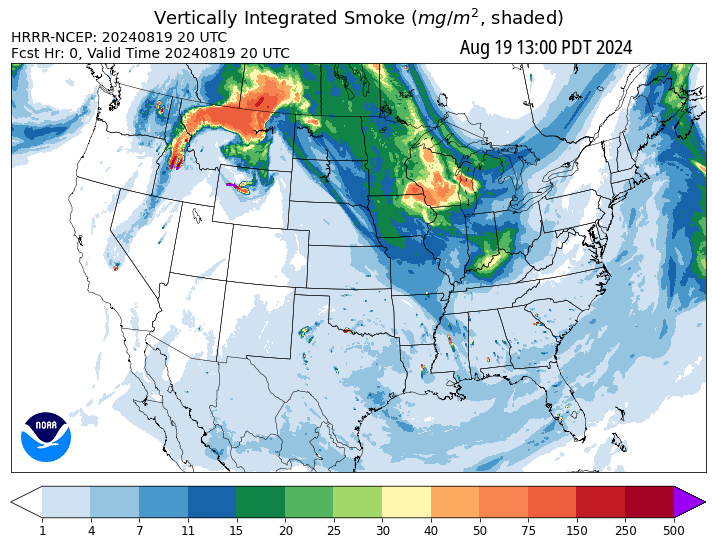 Vertically Integrated Smoke (mg/m², shaded)
HRRR-NCEP: 20240819 20 UTC
Fcst Hr: 0, Valid Time 20240819 20 UTC
Aug 19 13:00 PDT 2024
NOAA
1 4 7 11 15 20 25 30 40 50 75 150 250 500